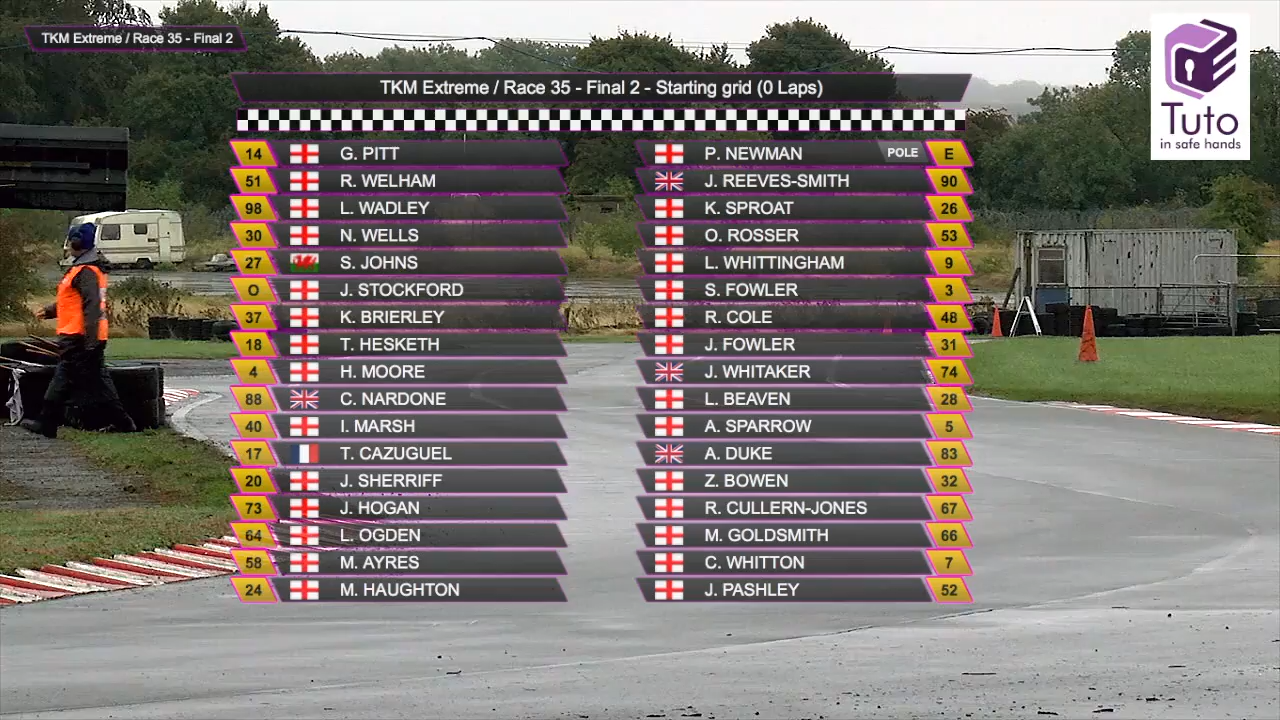 TKM Extreme / Race 35 - Final 2
TKM Extreme / Race 35 - Final 2 - Starting grid (0 Laps)
Tuto
in safe hands
14 G. PITT P. NEWMAN POLE E
51 R. WELHAM J. REEVES-SMITH 90
98 L. WADLEY K. SPROAT 26
30 N. WELLS O. ROSSER 53
27 S. JOHNS L. WHITTINGHAM 9
O J. STOCKFORD S. FOWLER 3
37 K. BRIERLEY R. COLE 48
18 T. HESKETH J. FOWLER 31
4 H. MOORE J. WHITAKER 74
88 C. NARDONE L. BEAVEN 28
40 I. MARSH A. SPARROW 5
17 T. CAZUGUEL A. DUKE 83
20 J. SHERRIFF Z. BOWEN 32
73 J. HOGAN R. CULLERN-JONES 67
64 L. OGDEN M. GOLDSMITH 66
58 M. AYRES C. WHITTON 7
24 M. HAUGHTON J. PASHLEY 52